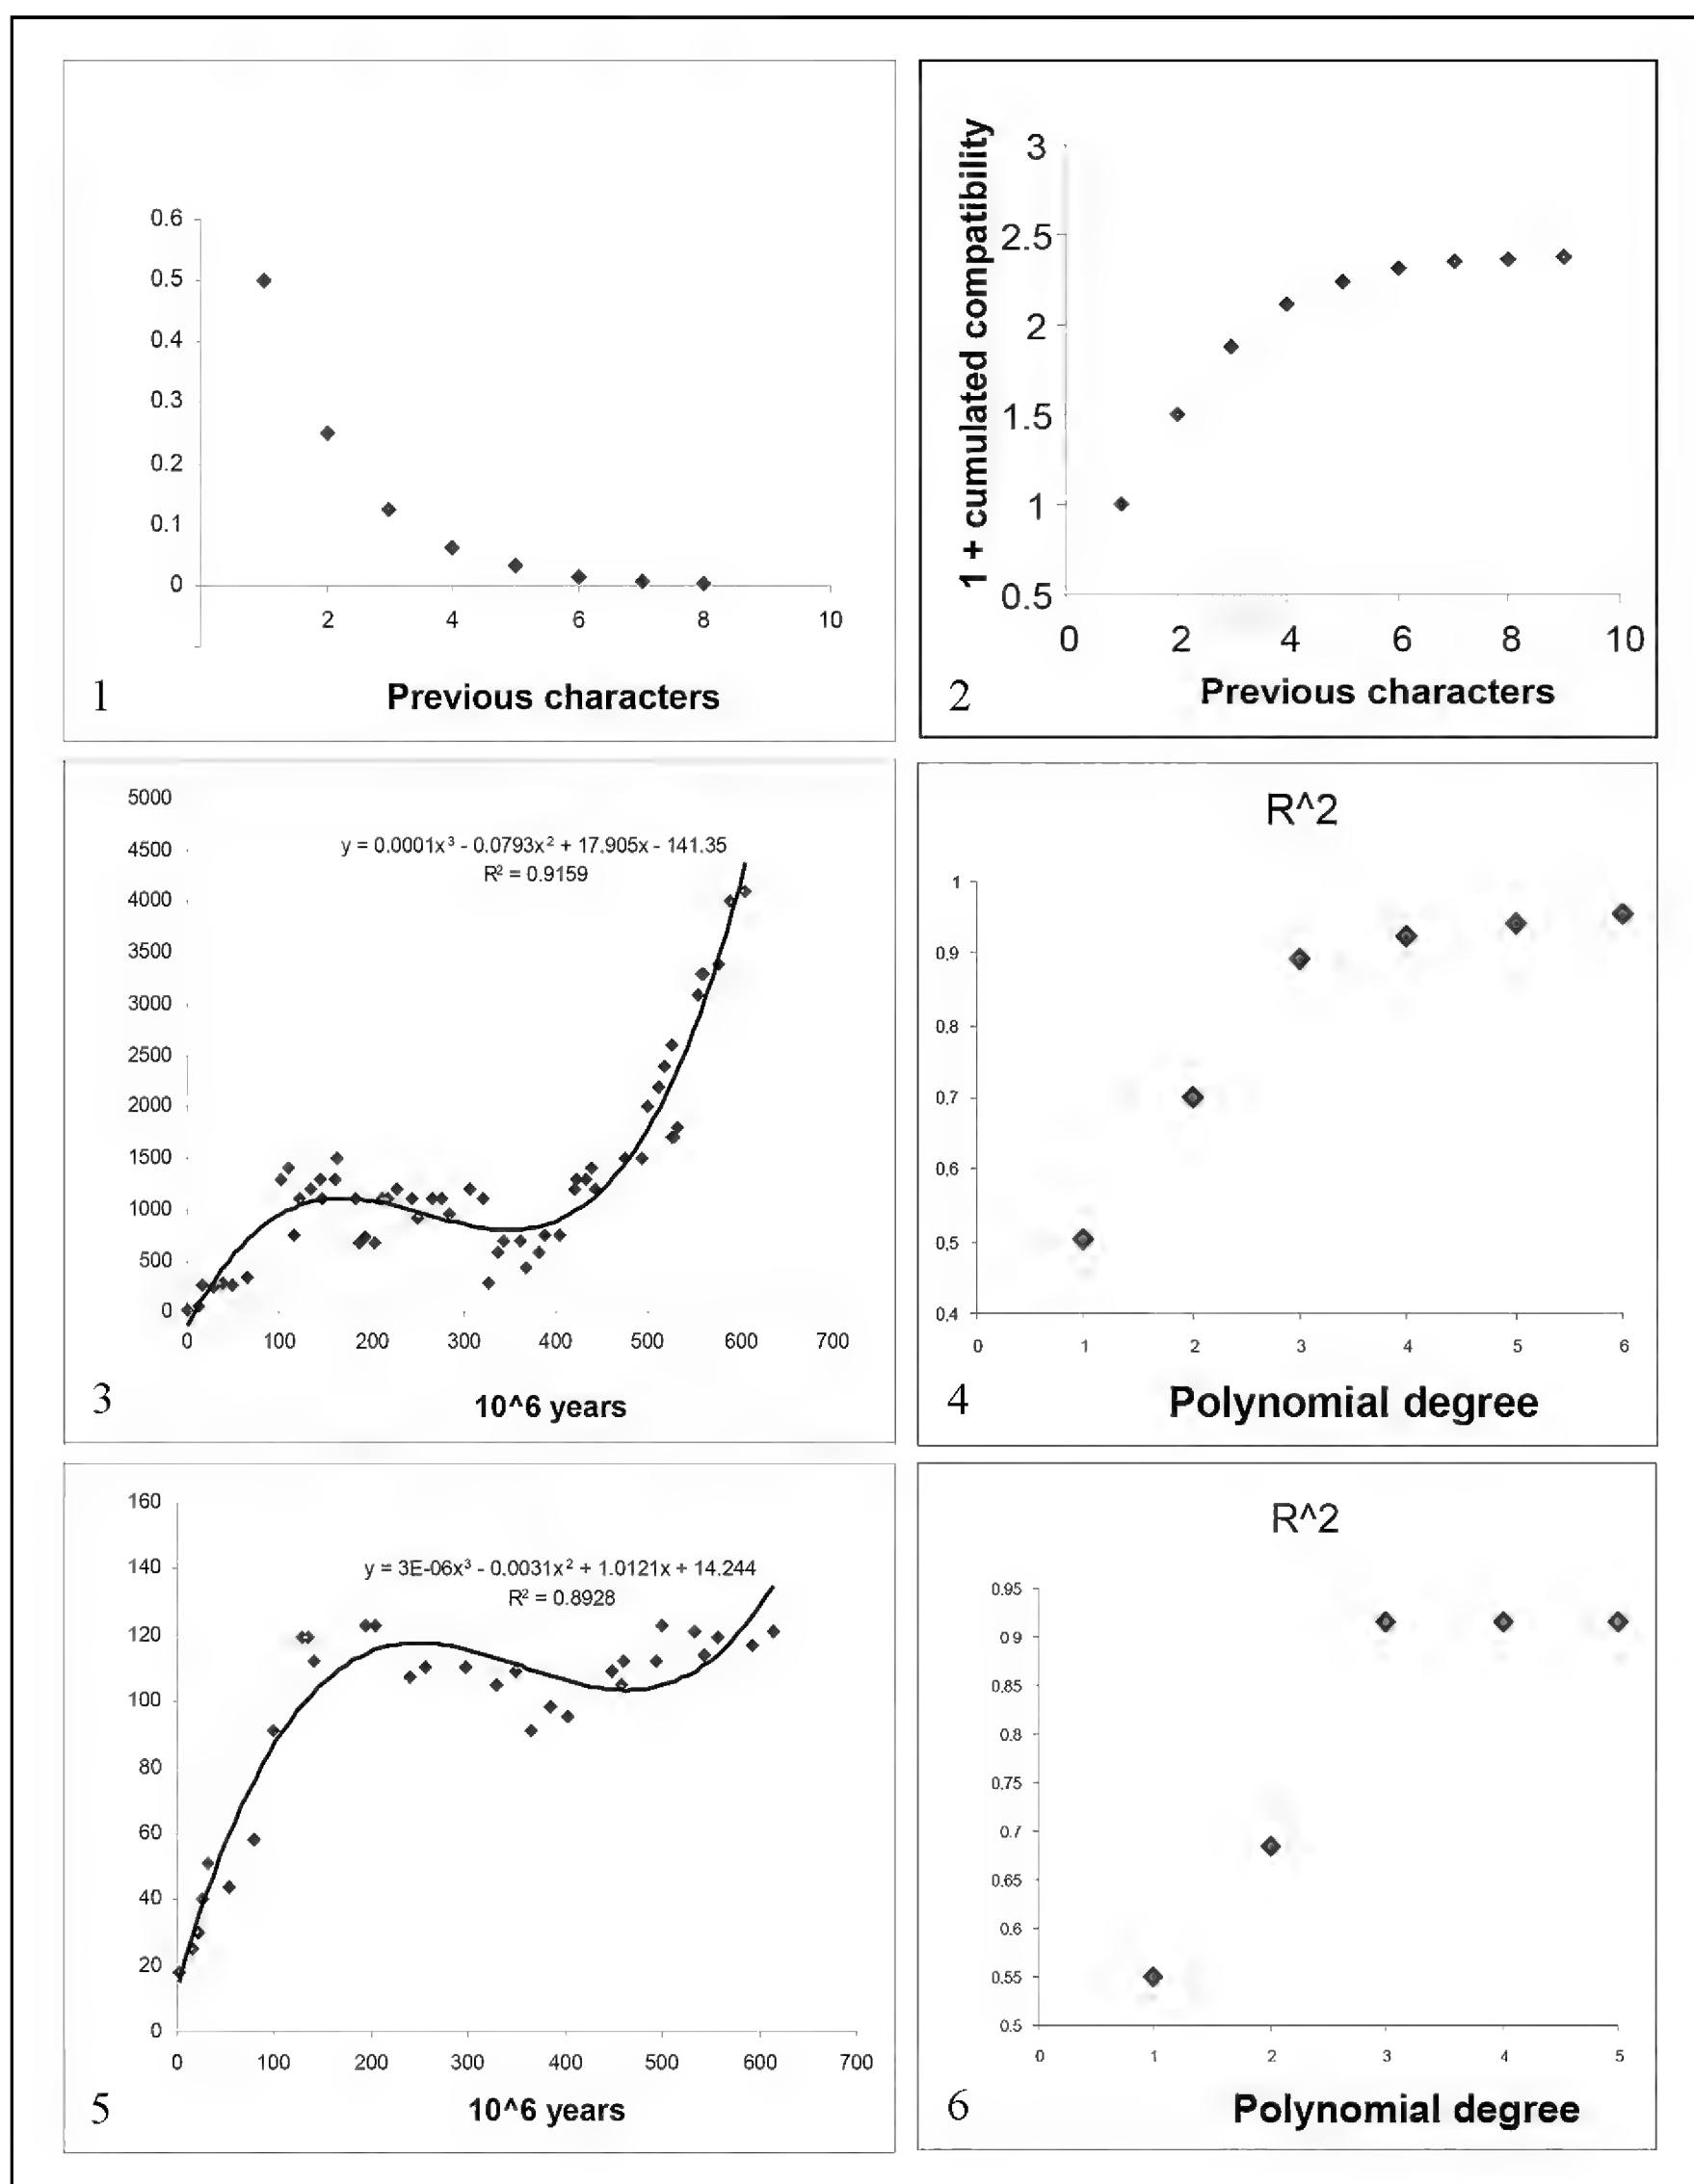 0.6
0.5
0.4
0.3
0.2
0.1
0
2 4 6 8 10
1 Previous characters
1 + cumulated compatibility
3
2.5
2
1.5
1
0.5
0 2 4 6 8 10
2 Previous characters
5000
4500
4000
3500
3000
2500
2000
1500
1000
500
0
y = 0.0001x³ - 0.0793x² + 17.905x - 141.35
R² = 0.9159
0 100 200 300 400 500 600 700
3 10^6 years
R^2
1
0.9
0.8
0.7
0.6
0.5
0.4
0 1 2 3 4 5 6
4 Polynomial degree
160
140
120
100
80
60
40
20
0
y = 3E-06x³ - 0.0031x² + 1.0121x + 14.244
R² = 0.8928
0 100 200 300 400 500 600 700
5 10^6 years
R^2
0.95
0.9
0.85
0.8
0.75
0.7
0.65
0.6
0.55
0.5
0 1 2 3 4 5
6 Polynomial degree